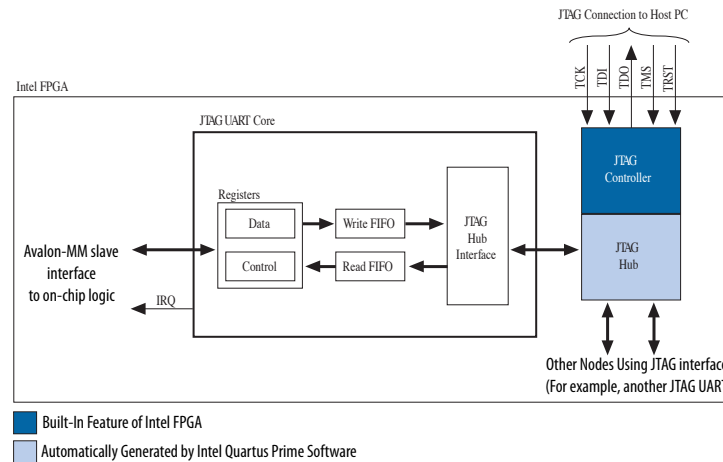 JTAG Connection to Host PC
TCK
TDI
TDO
TMS
TRST
Intel FPGA
JTAG UART Core
JTAG
Controller
Registers
Data
Write FIFO
JTAG
Hub
Interface
Control
Read FIFO
JTAG
Hub
Avalon-MM slave
interface
to on-chip logic
IRQ
Other Nodes Using JTAG interface
(For example, another JTAG UART
Built-In Feature of Intel FPGA
Automatically Generated by Intel Quartus Prime Software